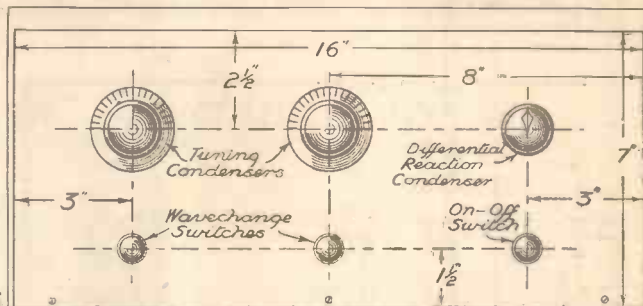 16"
2½"
8"
Tuning
Condensers
Differential
Reaction
Condenser
7"
3"
3"
Wavechange
Switches
On-Off
Switch
1½"